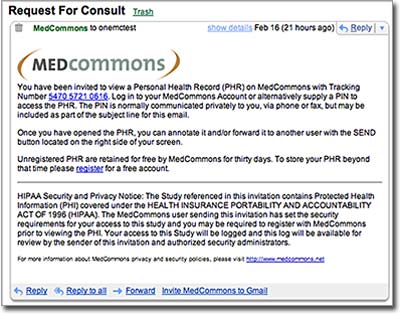 Request For Consult Trash
MedCommons to onemctest show details Feb 16 (21 hours ago) Reply
MEDcommons
You have been invited to view a Personal Health Record (PHR) on MedCommons with Tracking
Number 5470 5721 0616. Log in to your MedCommons Account or alternatively supply a PIN to
access the PHR. The PIN is normally communicated privately to you, via phone or fax, but may be
included as part of the subject line for this email.
Once you have opened the PHR, you can annotate it and/or forward it to another user with the SEND
button located on the right side of your screen.
Unregistered PHR are retained for free by MedCommons for thirty days. To store your PHR beyond
that time please register for a free account.
HIPAA Security and Privacy Notice: The Study referenced in this invitation contains Protected Health
Information (PHI) covered under the HEALTH INSURANCE PORTABILITY AND ACCOUNTABILITY
ACT OF 1996 (HIPAA). The MedCommons user sending this invitation has set the security
requirements for your access to this study and you may be required to register with MedCommons
prior to viewing the PHI. Your access to this Study will be logged and this log will be available for
review by the sender of this invitation and authorized security administrators.
For more information about MedCommons privacy and security policies, please visit http://www.medcommons.net
Reply Reply to all Forward Invite MedCommons to Gmail